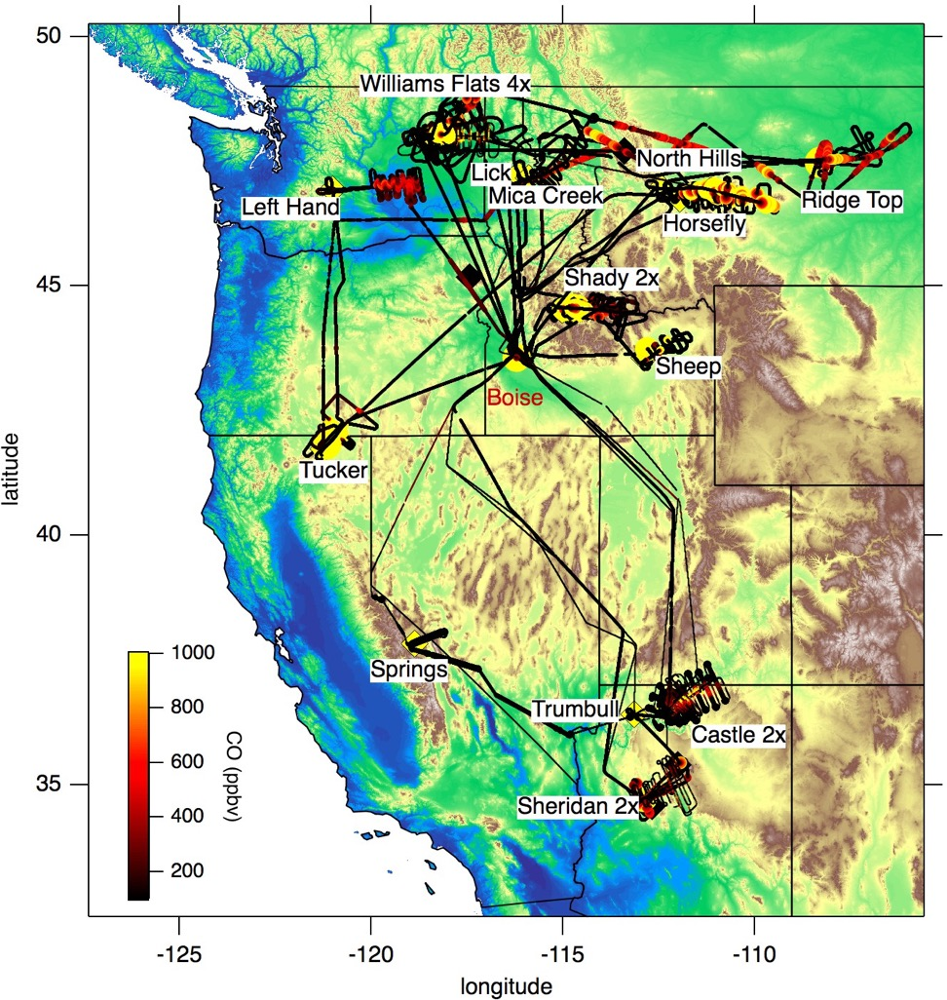 50
Williams Flats 4x
North Hills
Lick
Mica Creek
Left Hand
Ridge Top
Horsefly
45
Shady 2x
Sheep
Boise
Tucker
latitude
40
1000
800
600
400
200
CO (ppbv)
Springs
Trumbull
Castle 2x
35
Sheridan 2x
-125
-120
-115
-110
longitude